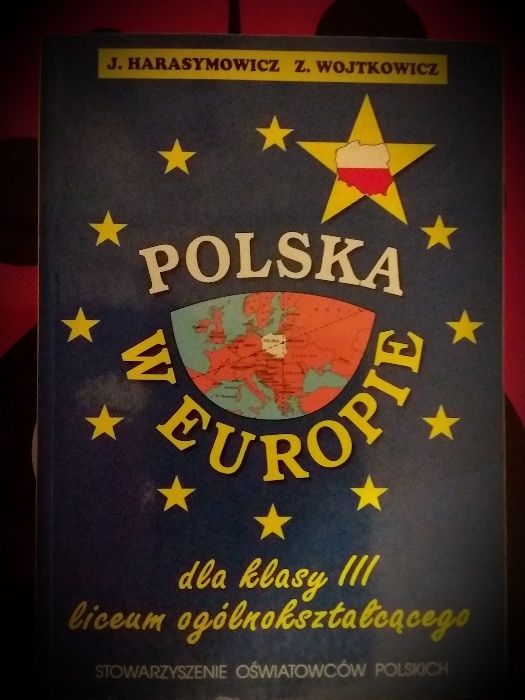 J. HARASYMOWICZ Z. WOJTKOWICZ
POLSKA
W EUROPIE
dla klasy III
liceum ogólnokształcącego
STOWARZYSZENIE OŚWIATOWCÓW POLSKICH